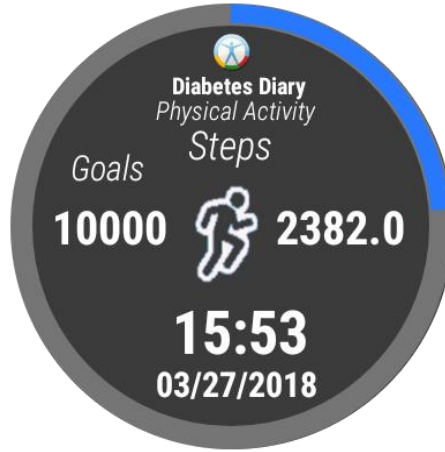 Diabetes Diary
Physical Activity
Steps
Goals
10000 2382.0
15:53
03/27/2018